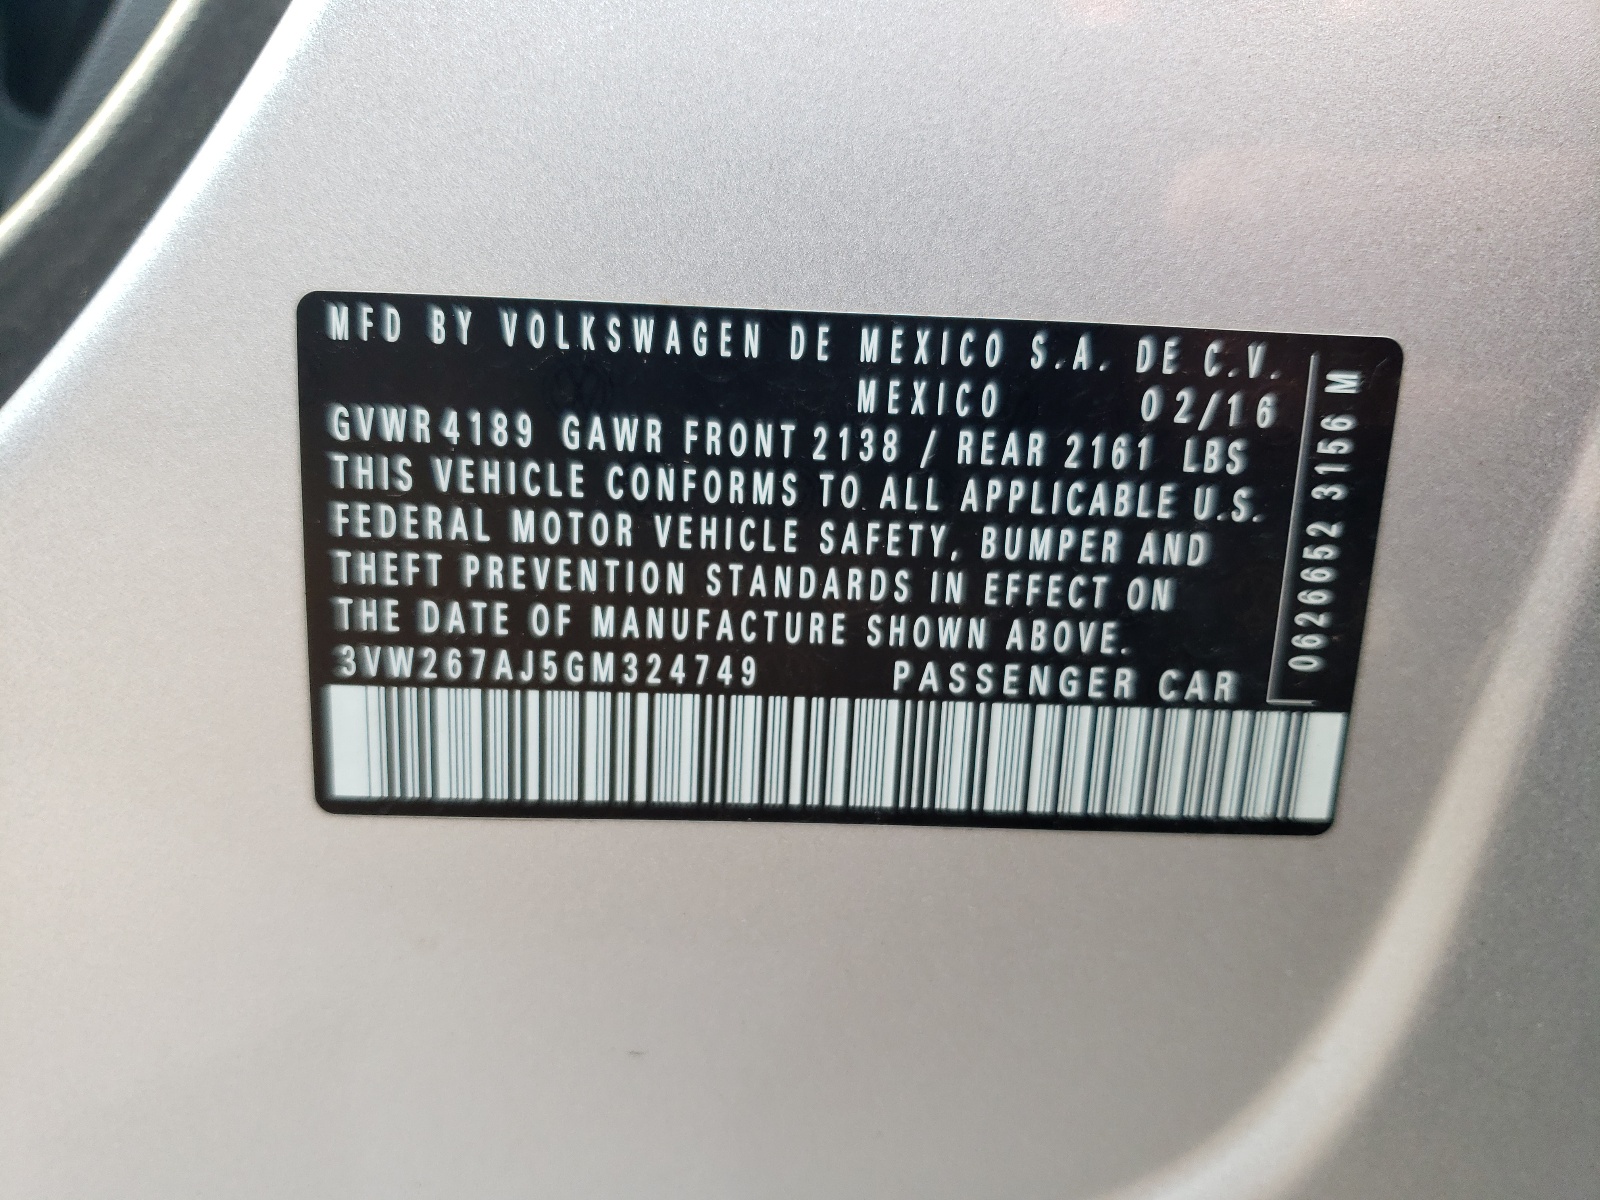 MFD BY VOLKSWAGEN DE MEXICO S.A. DE C.V.
MEXICO 02/16
GVWR 4189 GAWR FRONT 2138 / REAR 2161 LBS
THIS VEHICLE CONFORMS TO ALL APPLICABLE U.S.
FEDERAL MOTOR VEHICLE SAFETY, BUMPER AND
THEFT PREVENTION STANDARDS IN EFFECT ON
THE DATE OF MANUFACTURE SHOWN ABOVE.
3VW267AJ5GM324749 PASSENGER CAR
0626652 3156 M